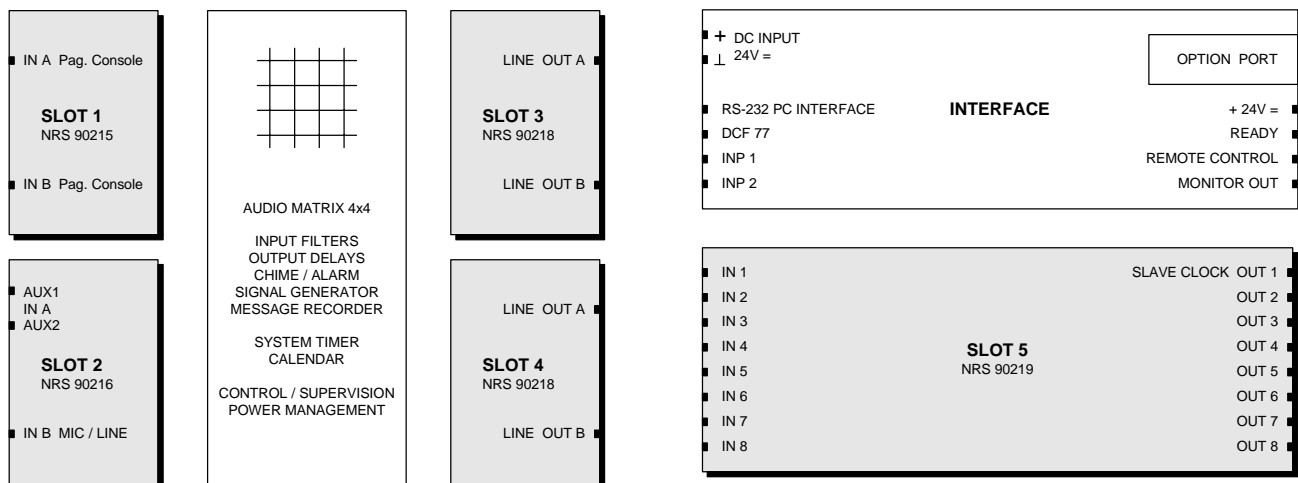 IN A Pag. Console
SLOT 1
NRS 90215
IN B Pag. Console
AUX1
IN A
AUX2
SLOT 2
NRS 90216
IN B MIC / LINE
AUDIO MATRIX 4x4
INPUT FILTERS
OUTPUT DELAYS
CHIME / ALARM
SIGNAL GENERATOR
MESSAGE RECORDER
SYSTEM TIMER
CALENDAR
CONTROL / SUPERVISION
POWER MANAGEMENT
LINE OUT A
SLOT 3
NRS 90218
LINE OUT B
LINE OUT A
SLOT 4
NRS 90218
LINE OUT B
+ DC INPUT
⊥ 24V =
OPTION PORT
RS-232 PC INTERFACE
DCF 77
INP 1
INP 2
INTERFACE
+ 24V =
READY
REMOTE CONTROL
MONITOR OUT
IN 1
IN 2
IN 3
IN 4
IN 5
IN 6
IN 7
IN 8
SLOT 5
NRS 90219
SLAVE CLOCK OUT 1
OUT 2
OUT 3
OUT 4
OUT 5
OUT 6
OUT 7
OUT 8